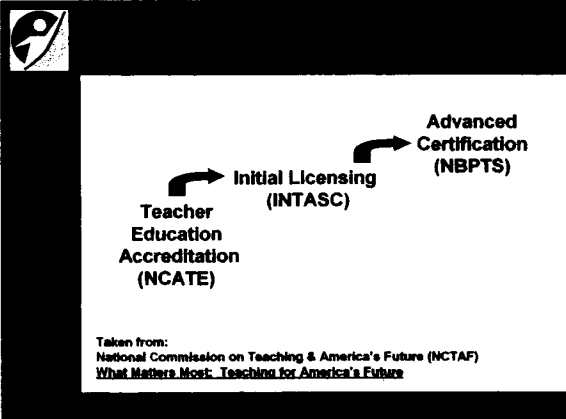 Advanced
Certification
(NBPTS)
Initial Licensing
(INTASC)
Teacher
Education
Accreditation
(NCATE)
Taken from:
National Commission on Teaching & America's Future (NCTAF)
What Matters Most: Teaching for America's Future